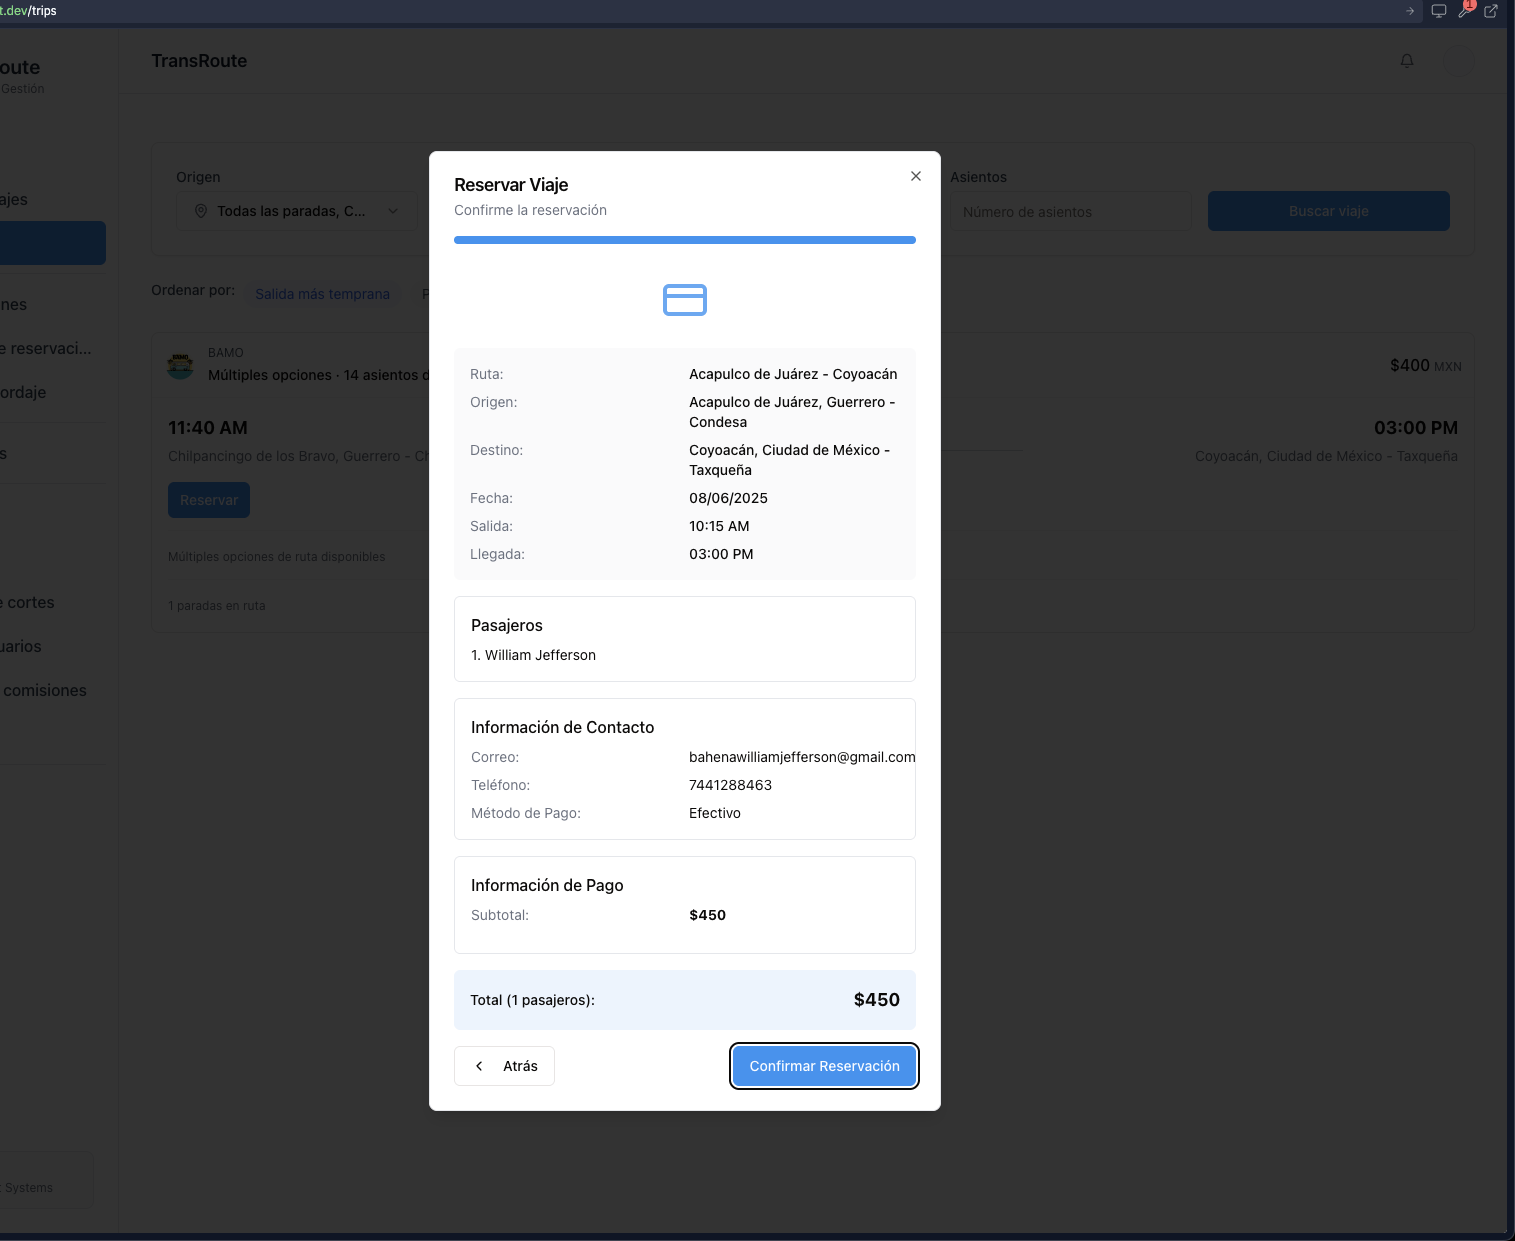 t.dev/trips
1
oute
Gestión
TransRoute
ajes
nes
e reservaci...
ordaje
s
e cortes
uarios
comisiones
Systems
Origen
Todas las paradas, C...
Asientos
Número de asientos
Buscar viaje
Ordenar por:
Salida más temprana
P
BAMO
BAMO
Múltiples opciones · 14 asientos d
$400 MXN
11:40 AM
03:00 PM
Chilpancingo de los Bravo, Guerrero - Ch
Coyoacán, Ciudad de México - Taxqueña
Reservar
Múltiples opciones de ruta disponibles
1 paradas en ruta
Reservar Viaje
Confirme la reservación
Ruta:
Acapulco de Juárez - Coyoacán
Origen:
Acapulco de Juárez, Guerrero -
Condesa
Destino:
Coyoacán, Ciudad de México -
Taxqueña
Fecha:
08/06/2025
Salida:
10:15 AM
Llegada:
03:00 PM
Pasajeros
1. William Jefferson
Información de Contacto
Correo:
bahenawilliamjefferson@gmail.com
Teléfono:
7441288463
Método de Pago:
Efectivo
Información de Pago
Subtotal:
$450
Total (1 pasajeros):
$450
Atrás
Confirmar Reservación